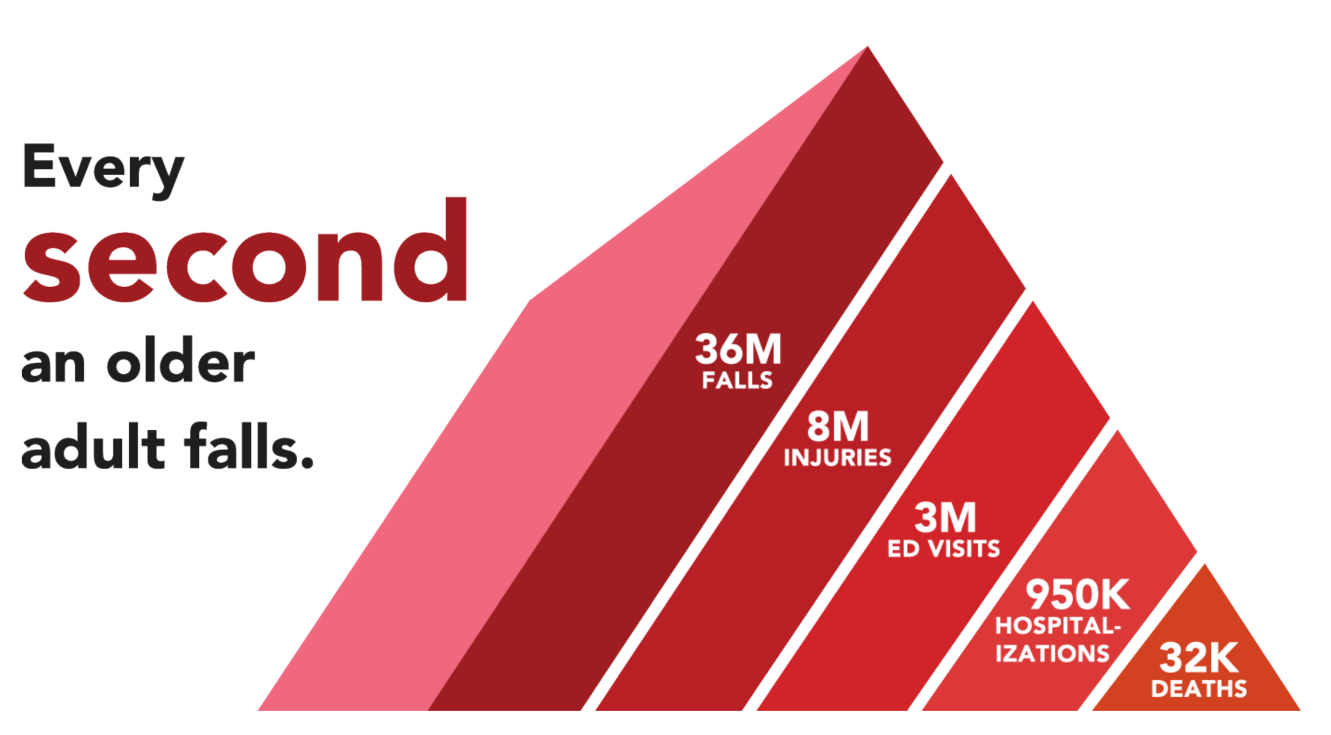 Every
second
an older
adult falls.
36M
FALLS
8M
INJURIES
3M
ED VISITS
950K
HOSPITAL-
IZATIONS
32K
DEATHS